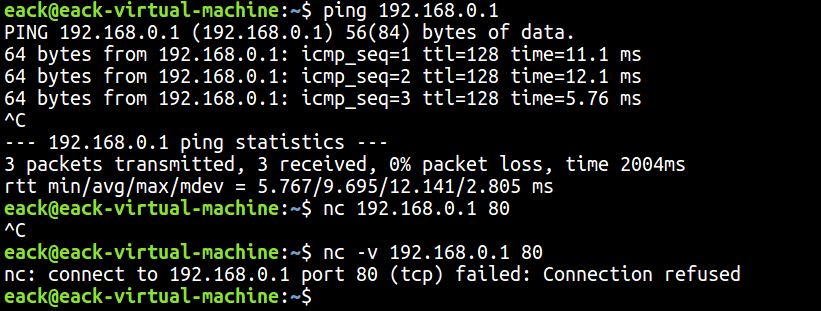 eack@eack-virtual-machine:~$ ping 192.168.0.1
PING 192.168.0.1 (192.168.0.1) 56(84) bytes of data.
64 bytes from 192.168.0.1: icmp_seq=1 ttl=128 time=11.1 ms
64 bytes from 192.168.0.1: icmp_seq=2 ttl=128 time=12.1 ms
64 bytes from 192.168.0.1: icmp_seq=3 ttl=128 time=5.76 ms
^C
--- 192.168.0.1 ping statistics ---
3 packets transmitted, 3 received, 0% packet loss, time 2004ms
rtt min/avg/max/mdev = 5.767/9.695/12.141/2.805 ms
eack@eack-virtual-machine:~$ nc 192.168.0.1 80
^C
eack@eack-virtual-machine:~$ nc -v 192.168.0.1 80
nc: connect to 192.168.0.1 port 80 (tcp) failed: Connection refused
eack@eack-virtual-machine:~$